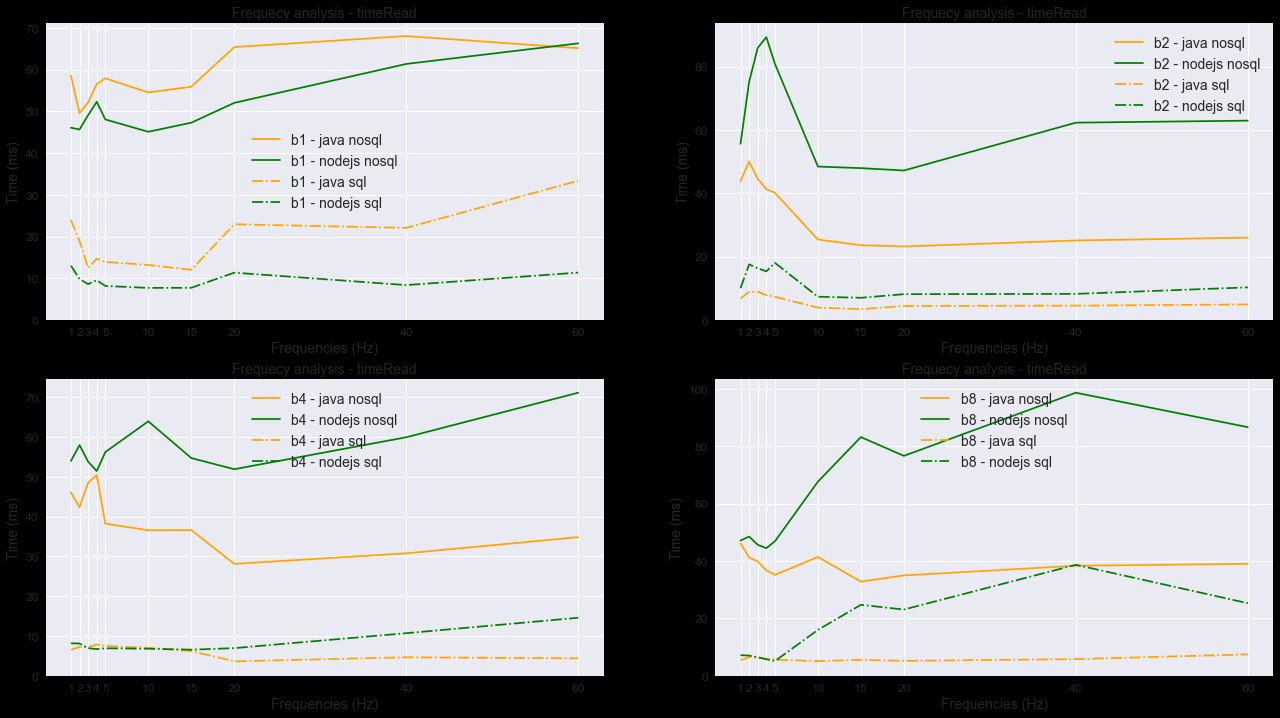 Frequecy analysis - timeRead
70
60
50
40
30
20
10
0
Time (ms)
b1 - java nosql
b1 - nodejs nosql
b1 - java sql
b1 - nodejs sql
1 2 3 4 5 10 15 20 40 60
Frequencies (Hz)
Frequecy analysis - timeRead
80
60
40
20
0
Time (ms)
b2 - java nosql
b2 - nodejs nosql
b2 - java sql
b2 - nodejs sql
1 2 3 4 5 10 15 20 40 60
Frequencies (Hz)
Frequecy analysis - timeRead
70
60
50
40
30
20
10
0
Time (ms)
b4 - java nosql
b4 - nodejs nosql
b4 - java sql
b4 - nodejs sql
1 2 3 4 5 10 15 20 40 60
Frequencies (Hz)
Frequecy analysis - timeRead
100
80
60
40
20
0
Time (ms)
b8 - java nosql
b8 - nodejs nosql
b8 - java sql
b8 - nodejs sql
1 2 3 4 5 10 15 20 40 60
Frequencies (Hz)